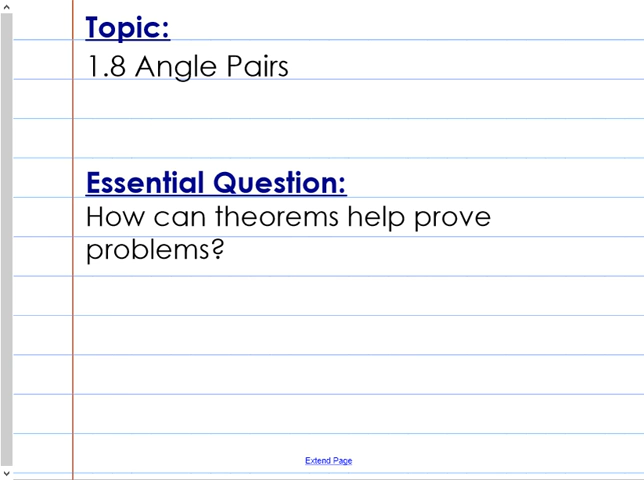 Topic:
1.8 Angle Pairs
Essential Question:
How can theorems help prove
problems?
Extend Page